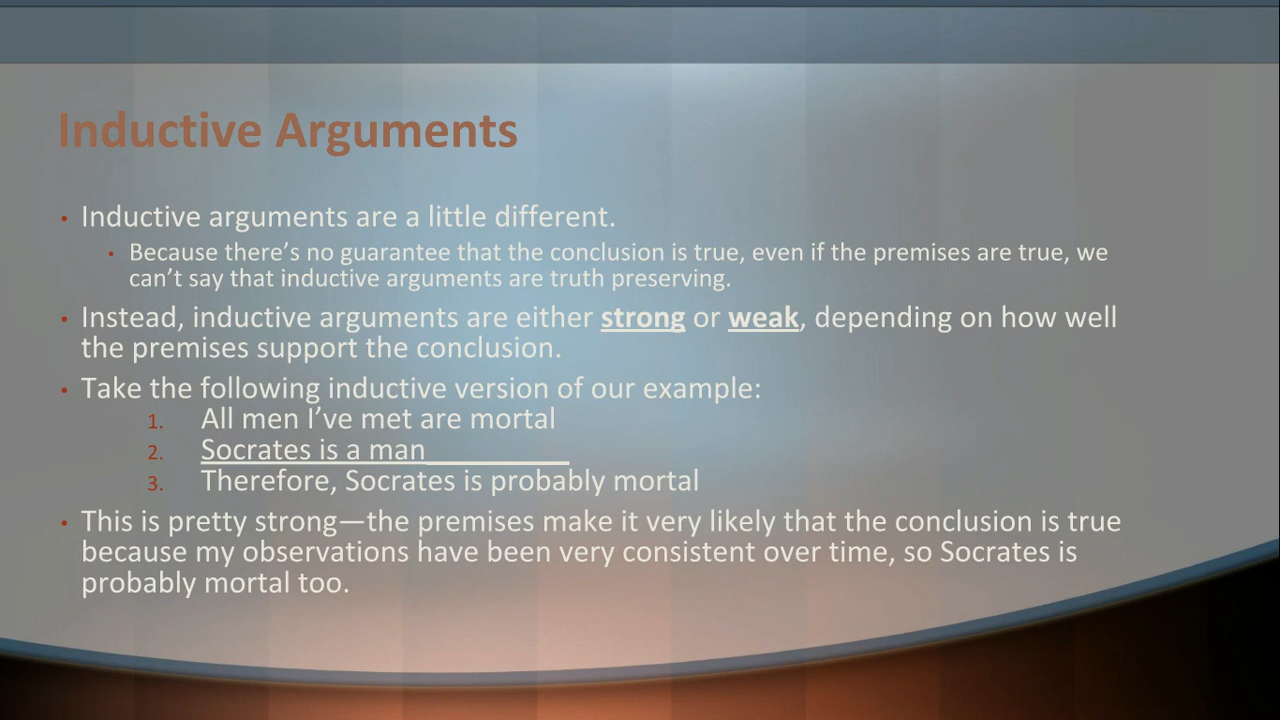 Inductive Arguments
• Inductive arguments are a little different.
• Because there’s no guarantee that the conclusion is true, even if the premises are true, we
can’t say that inductive arguments are truth preserving.
• Instead, inductive arguments are either strong or weak, depending on how well
the premises support the conclusion.
• Take the following inductive version of our example:
1. All men I’ve met are mortal
2. Socrates is a man
3. Therefore, Socrates is probably mortal
• This is pretty strong—the premises make it very likely that the conclusion is true
because my observations have been very consistent over time, so Socrates is
probably mortal too.